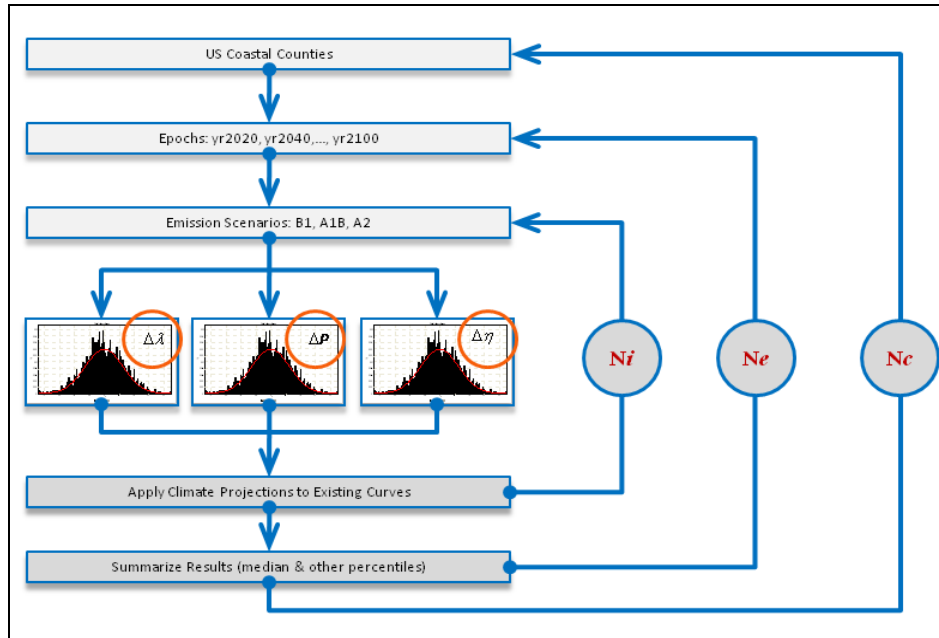 US Coastal Counties
Epochs: yr2020, yr2040,..., yr2100
Emission Scenarios: B1, A1B, A2
Δλ
ΔP
Δη
Ni
Ne
Nc
Apply Climate Projections to Existing Curves
Summarize Results (median & other percentiles)